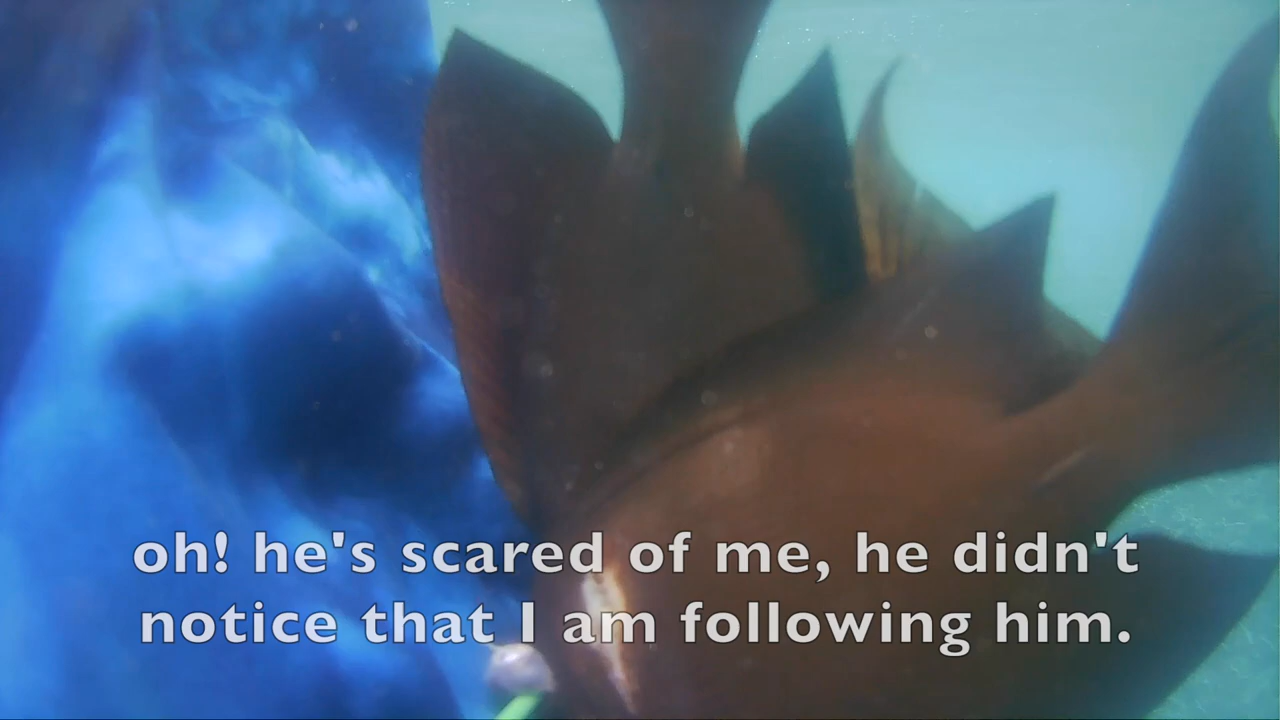 oh! he's scared of me, he didn't
notice that I am following him.